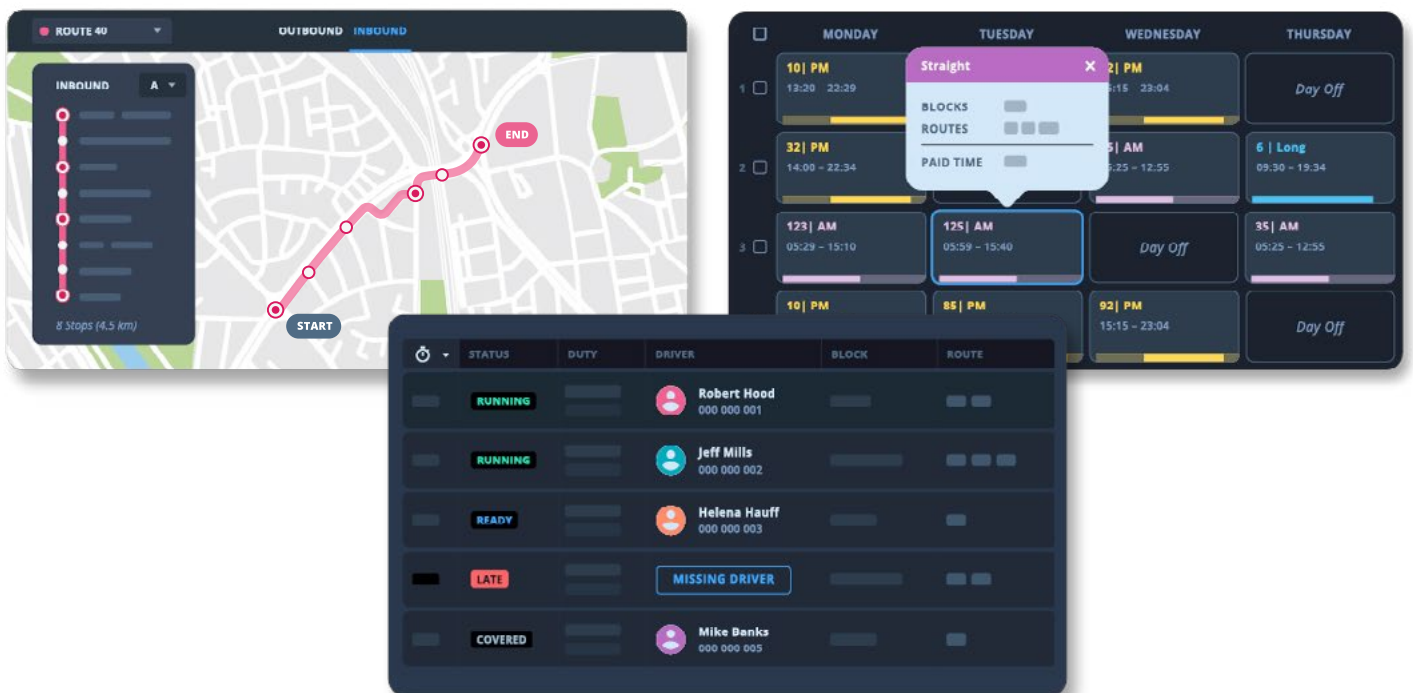 ROUTE 40
OUTBOUND INBOUND
INBOUND A
END
START
8 Stops (4.5 km)
MONDAY TUESDAY WEDNESDAY THURSDAY
Straight
BLOCKS
ROUTES
PAID TIME
1
10| PM
13:20 22:29
2| PM
15 23:04
Day Off
2
32| PM
14:00 – 22:34
5| AM
25 – 12:55
6 | Long
09:30 – 19:34
3
123| AM
05:29 – 15:10
125| AM
05:59 – 15:40
Day Off
35| AM
05:25 – 12:55
10| PM
85| PM
92| PM
15:15 – 23:04
Day Off
STATUS DUTY DRIVER BLOCK ROUTE
RUNNING
Robert Hood
000 000 001
RUNNING
Jeff Mills
000 000 002
READY
Helena Hauff
000 000 003
LATE
MISSING DRIVER
COVERED
Mike Banks
000 000 005